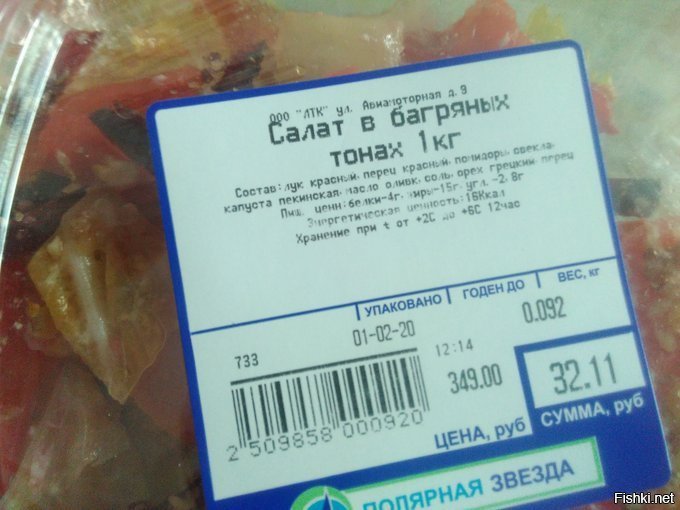 ООО "ЛТК" ул. Авиамоторная д.9
Салат в багряных
тонах 1кг
Состав:лук красный, перец красный, помидоры, свекла,
капуста пекинская, масло оливк, соль, орех грецкий, перец
Пищ. ценн:белки-4г, жиры-15г, угл.-2.8г
Энергетическая ценность:16Ккал
Хранение при t от +2С до +6С 12час
УПАКОВАНО ГОДЕН ДО ВЕС, кг
01-02-20 0.092
733 12:14
349.00 32.11
2 509858 000920
ЦЕНА, руб СУММА, руб
ПОЛЯРНАЯ ЗВЕЗДА
Fishki.net